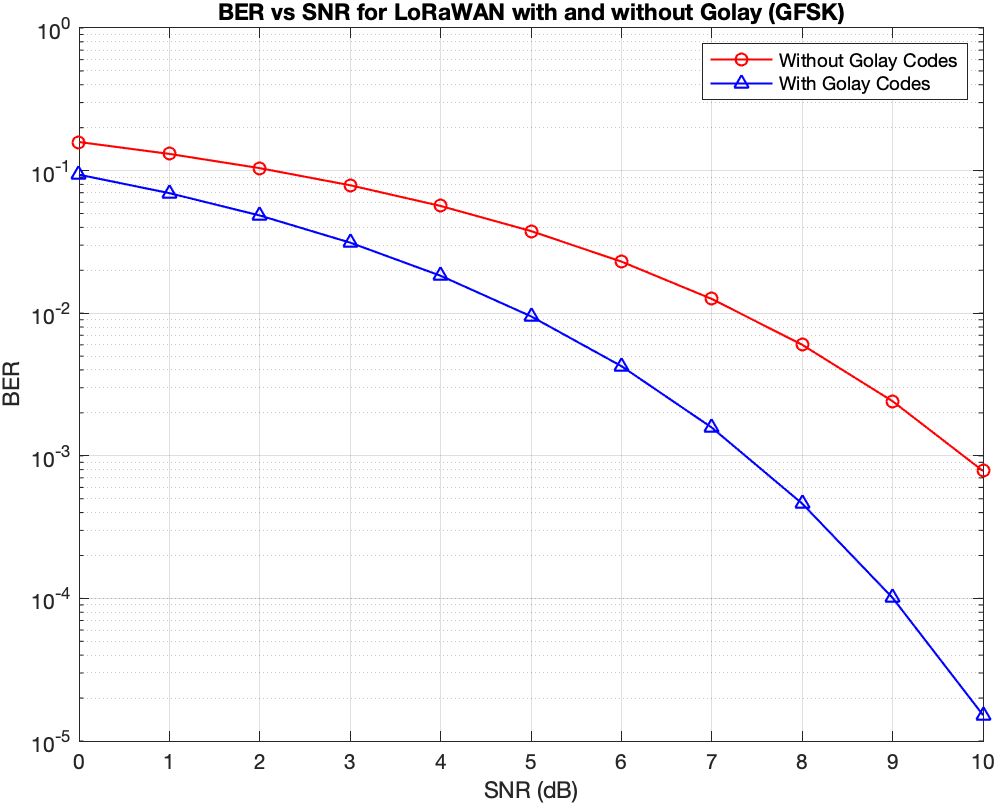 BER vs SNR for LoRaWAN with and without Golay (GFSK)
Without Golay Codes
With Golay Codes
10^0
10^-1
10^-2
10^-3
10^-4
10^-5
BER
0 1 2 3 4 5 6 7 8 9 10
SNR (dB)